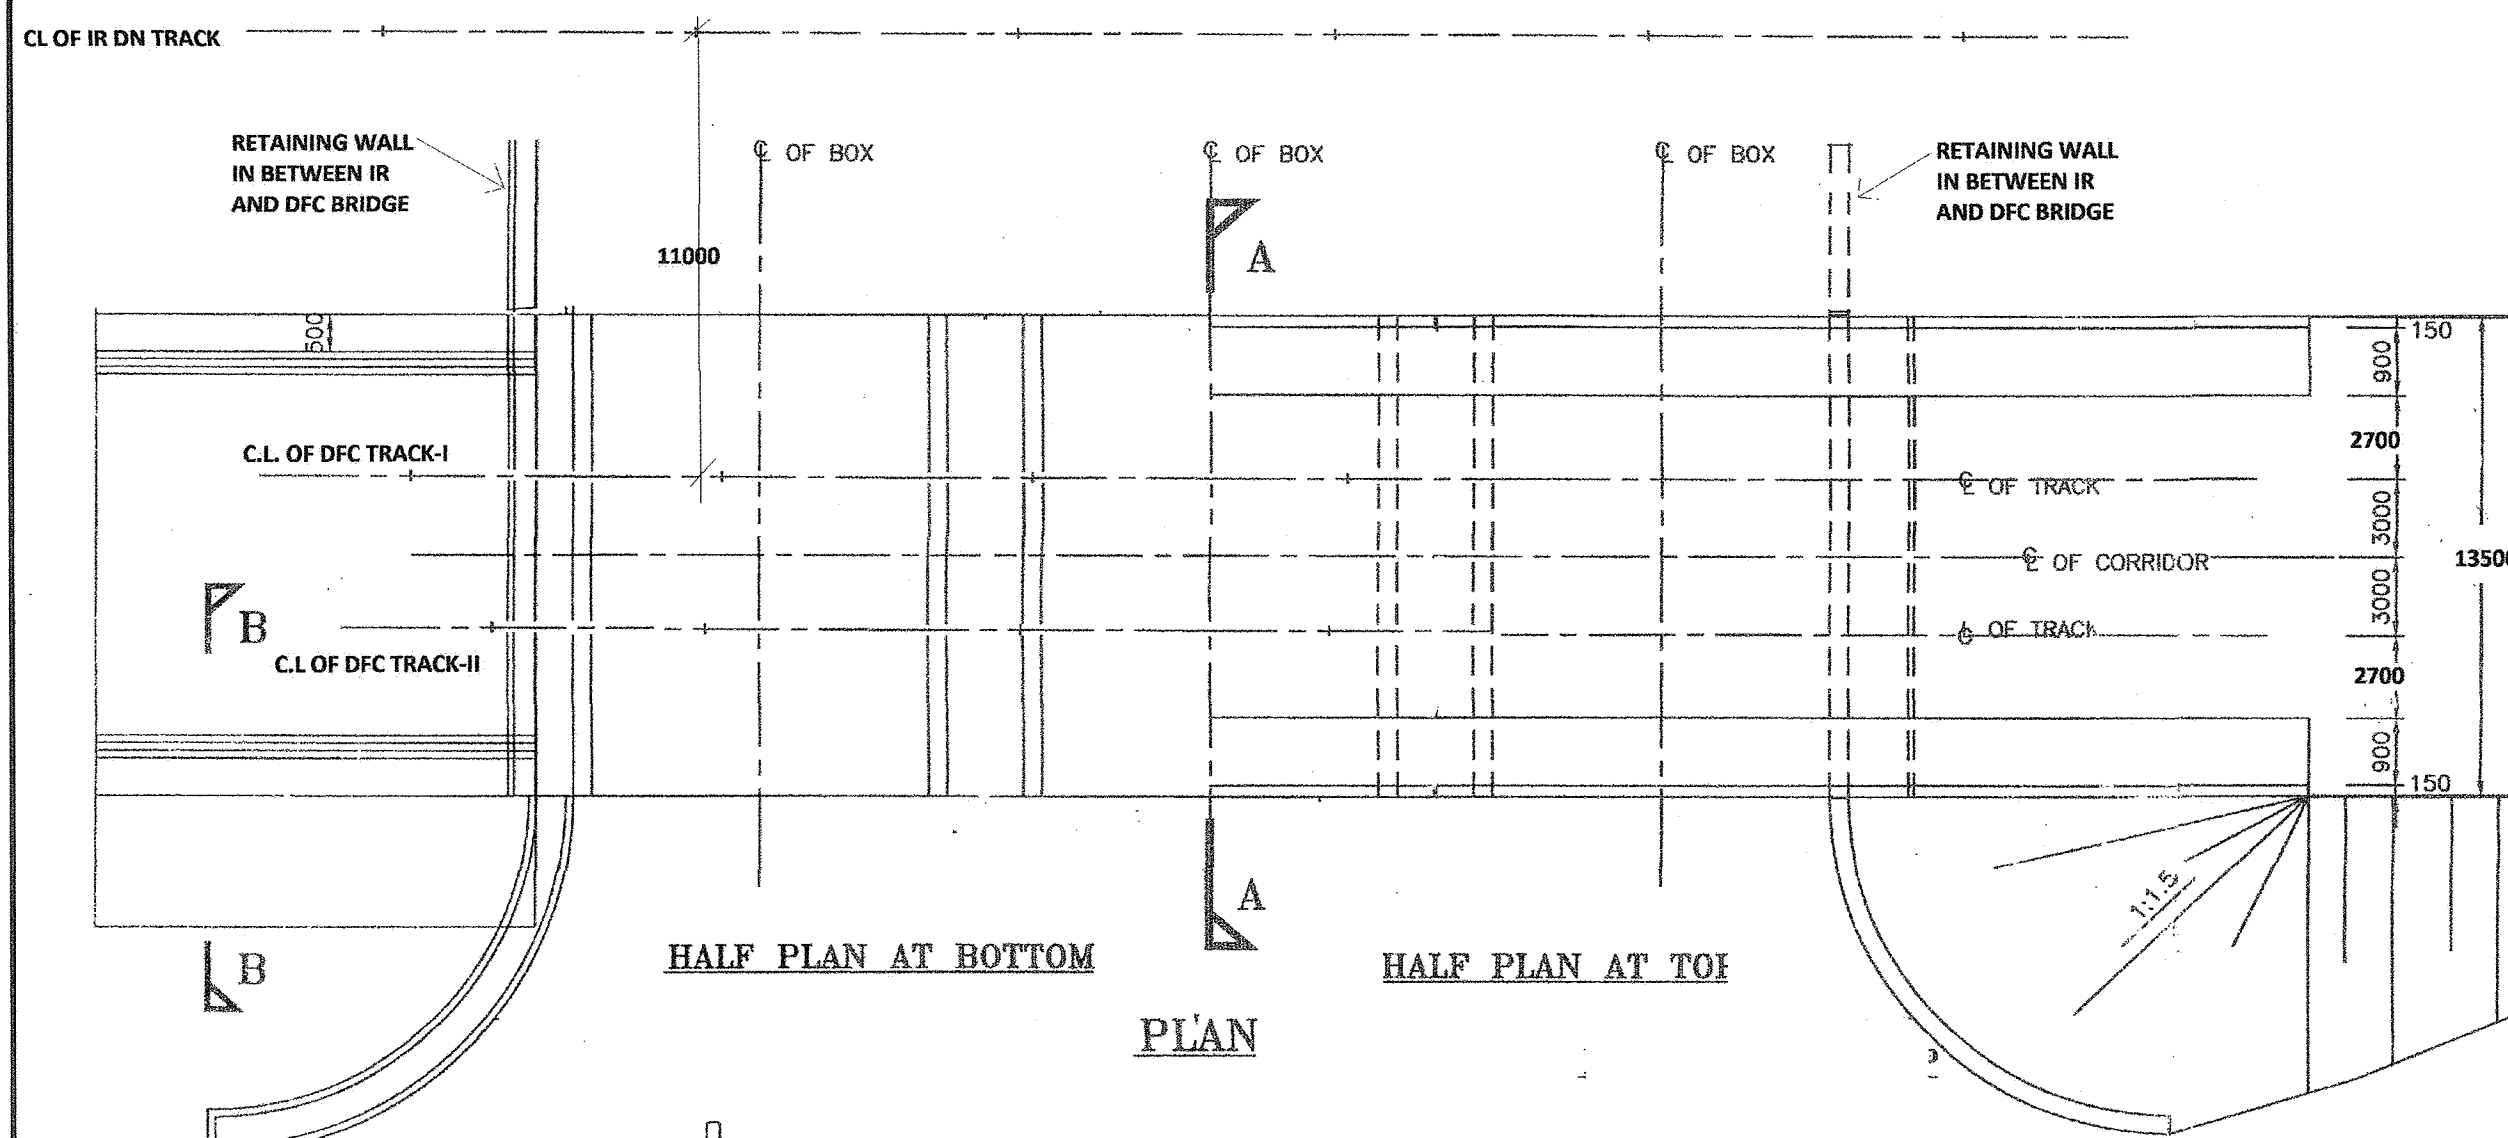 CL OF IR DN TRACK
RETAINING WALL
IN BETWEEN IR
AND DFC BRIDGE
℄ OF BOX
℄ OF BOX
℄ OF BOX
RETAINING WALL
IN BETWEEN IR
AND DFC BRIDGE
11000
A
600
150
900
C.L. OF DFC TRACK-I
2700
℄ OF TRACK
3000
℄ OF CORRIDOR
13500
B
3000
℄ OF TRACK
C.L OF DFC TRACK-II
2700
900
150
A
1:1.5
B
HALF PLAN AT BOTTOM
HALF PLAN AT TOP
PLAN